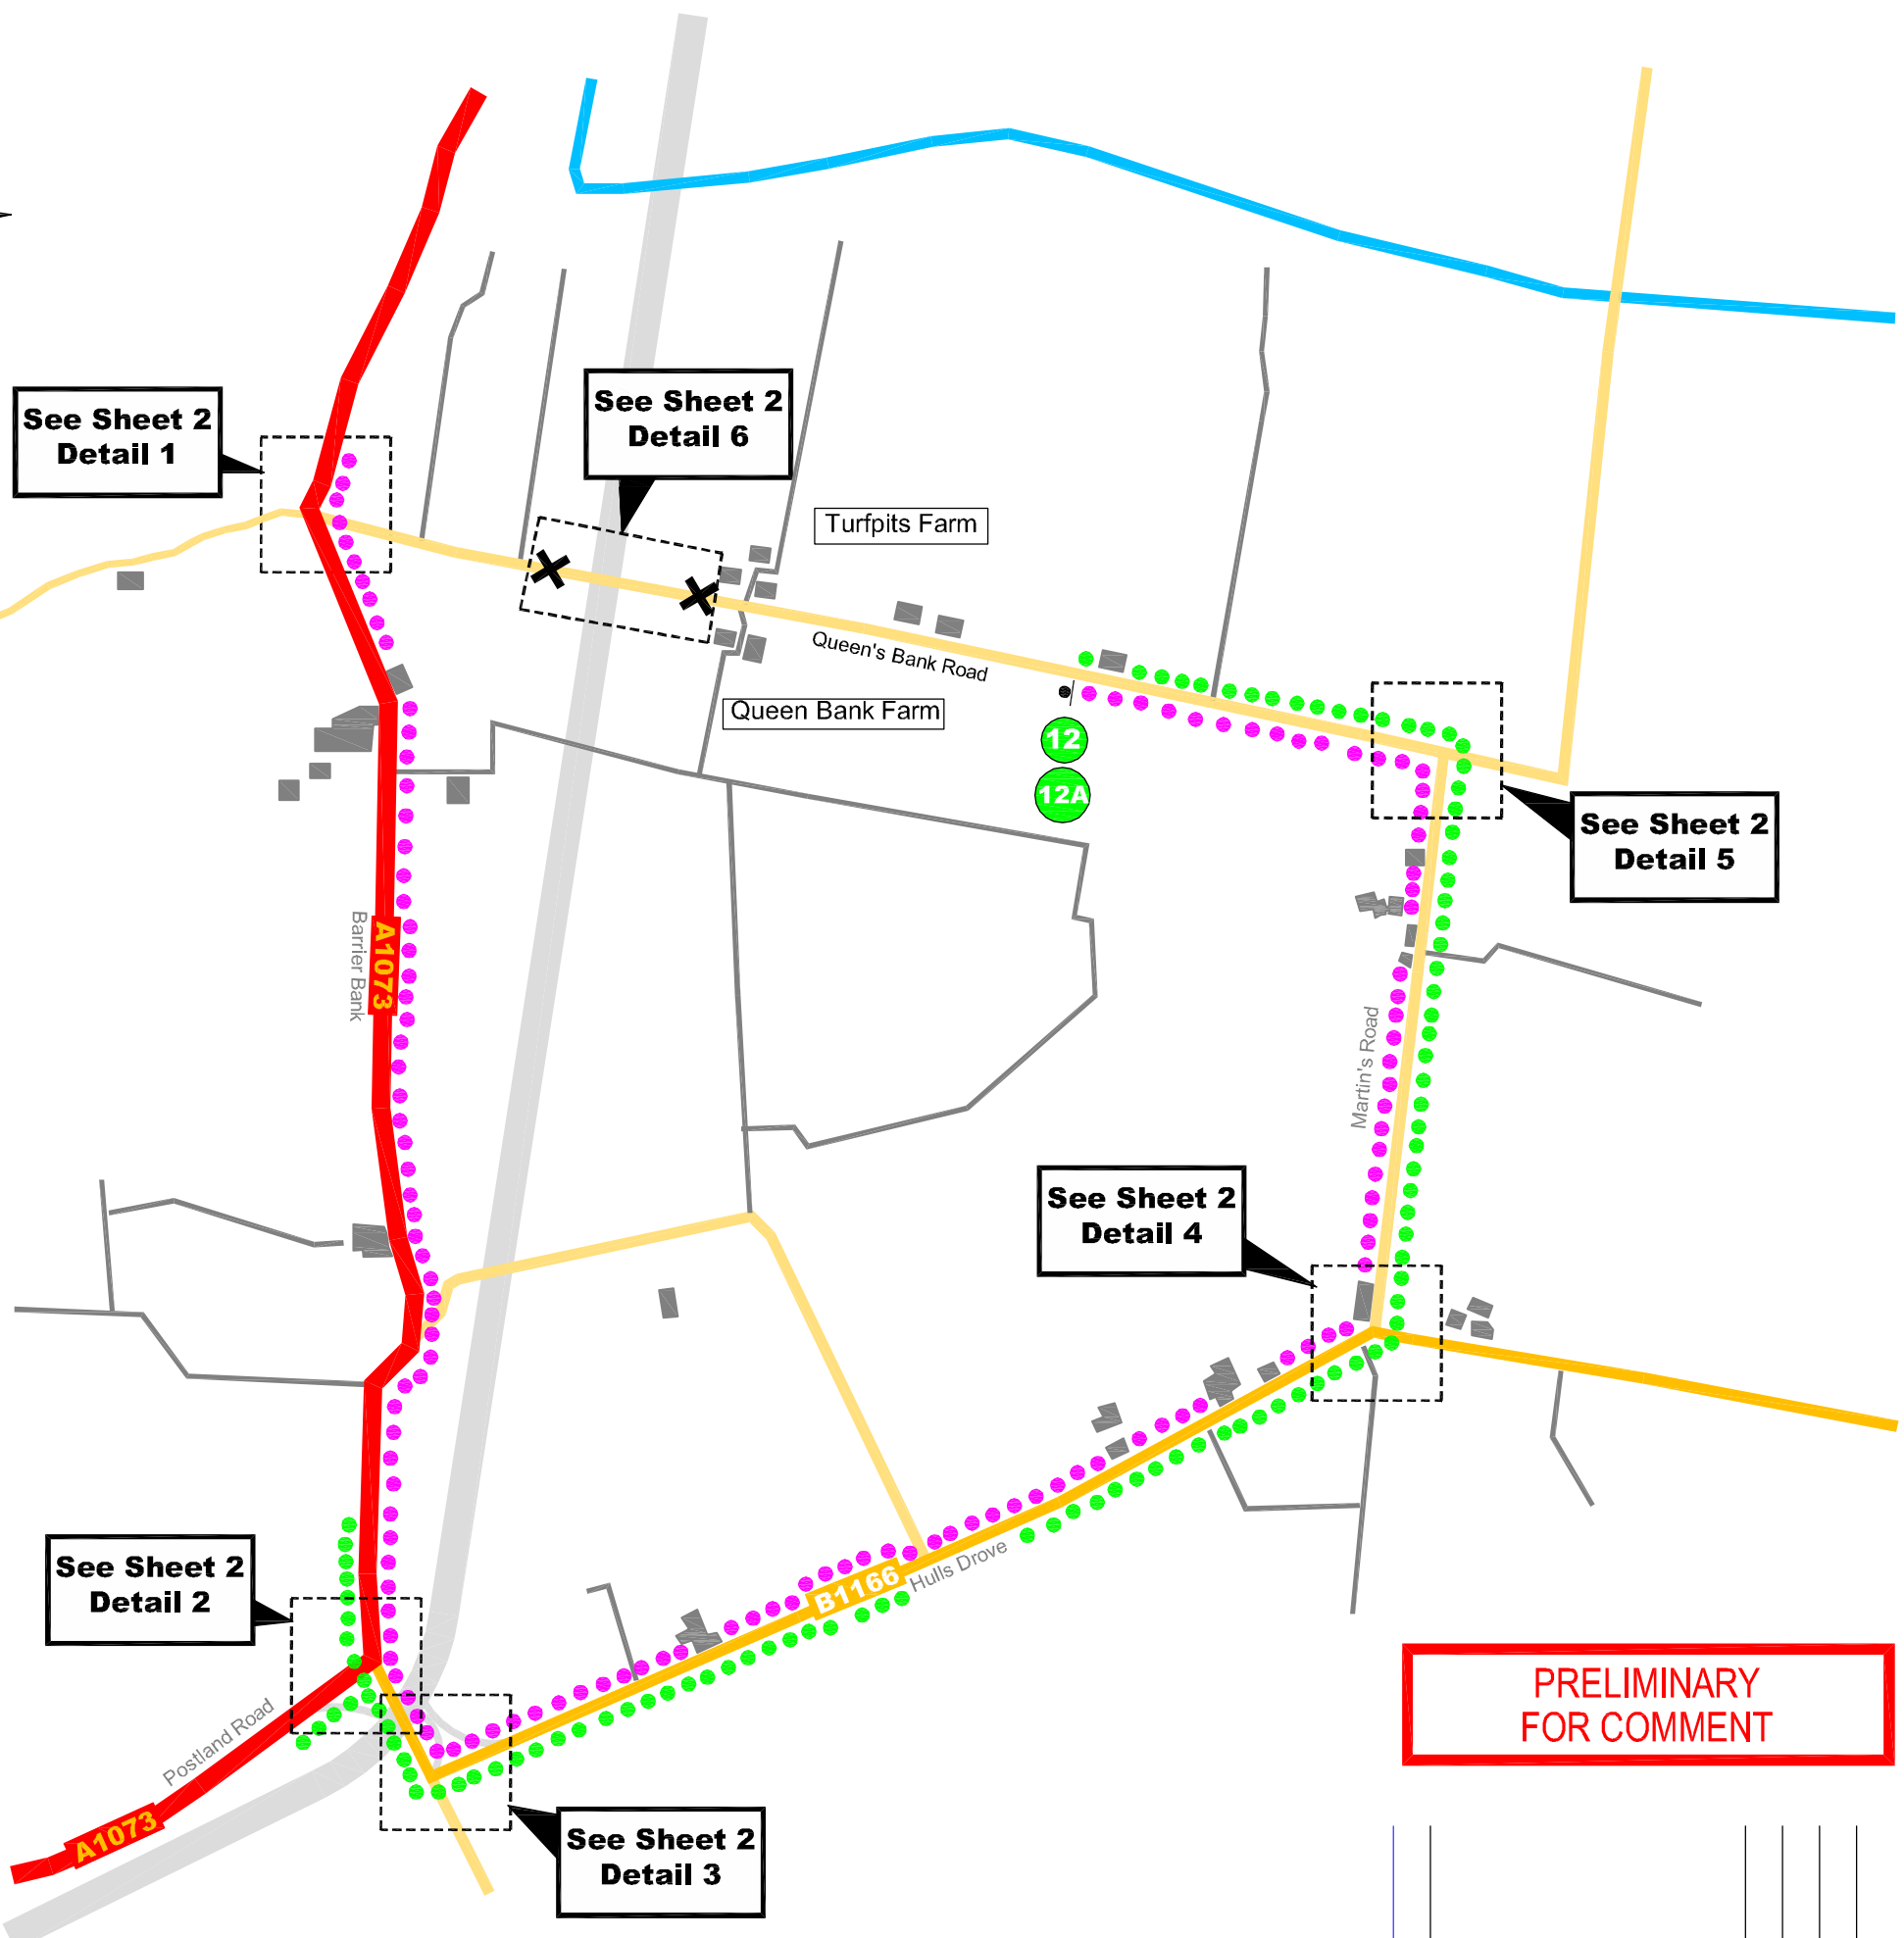 See Sheet 2
Detail 1
See Sheet 2
Detail 6
Turfpits Farm
Queen's Bank Road
Queen Bank Farm
12
12A
See Sheet 2
Detail 5
A1073
Barrier Bank
Martin's Road
See Sheet 2
Detail 4
See Sheet 2
Detail 2
B1166
Hulls Drove
Postland Road
A1073
See Sheet 2
Detail 3
PRELIMINARY
FOR COMMENT